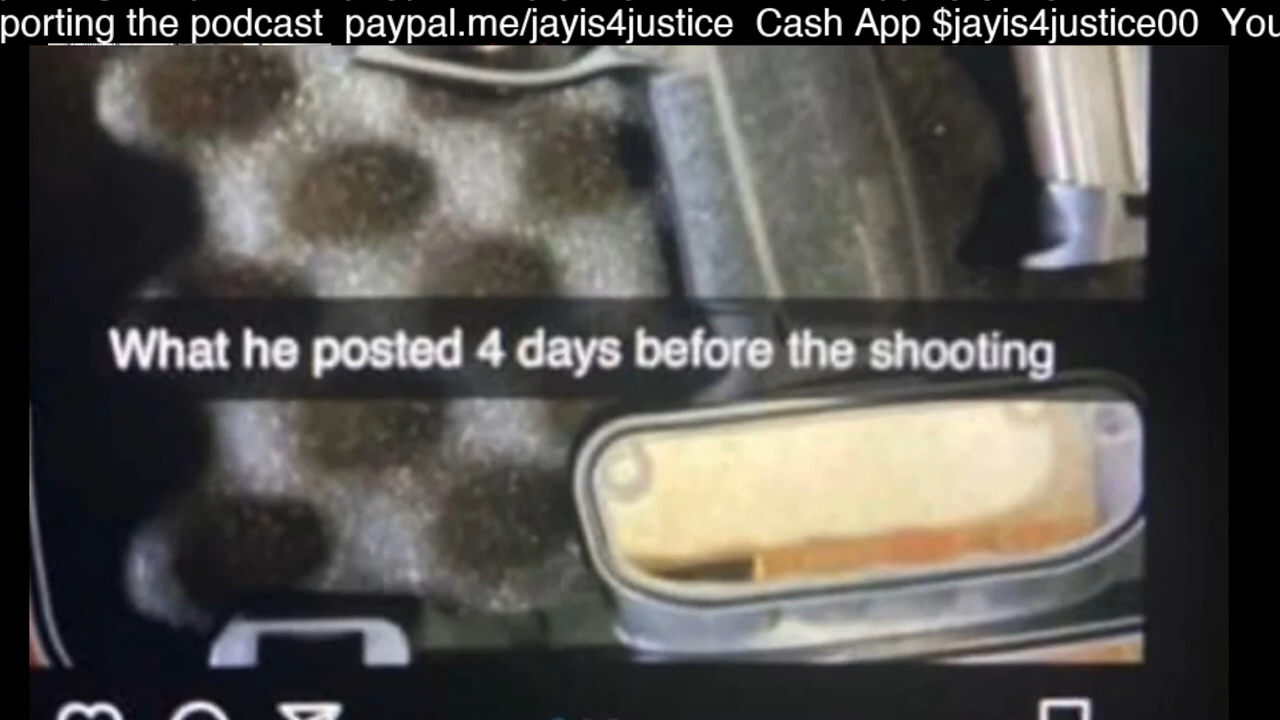 porting the podcast paypal.me/jayis4justice Cash App $jayis4justice00 You
What he posted 4 days before the shooting